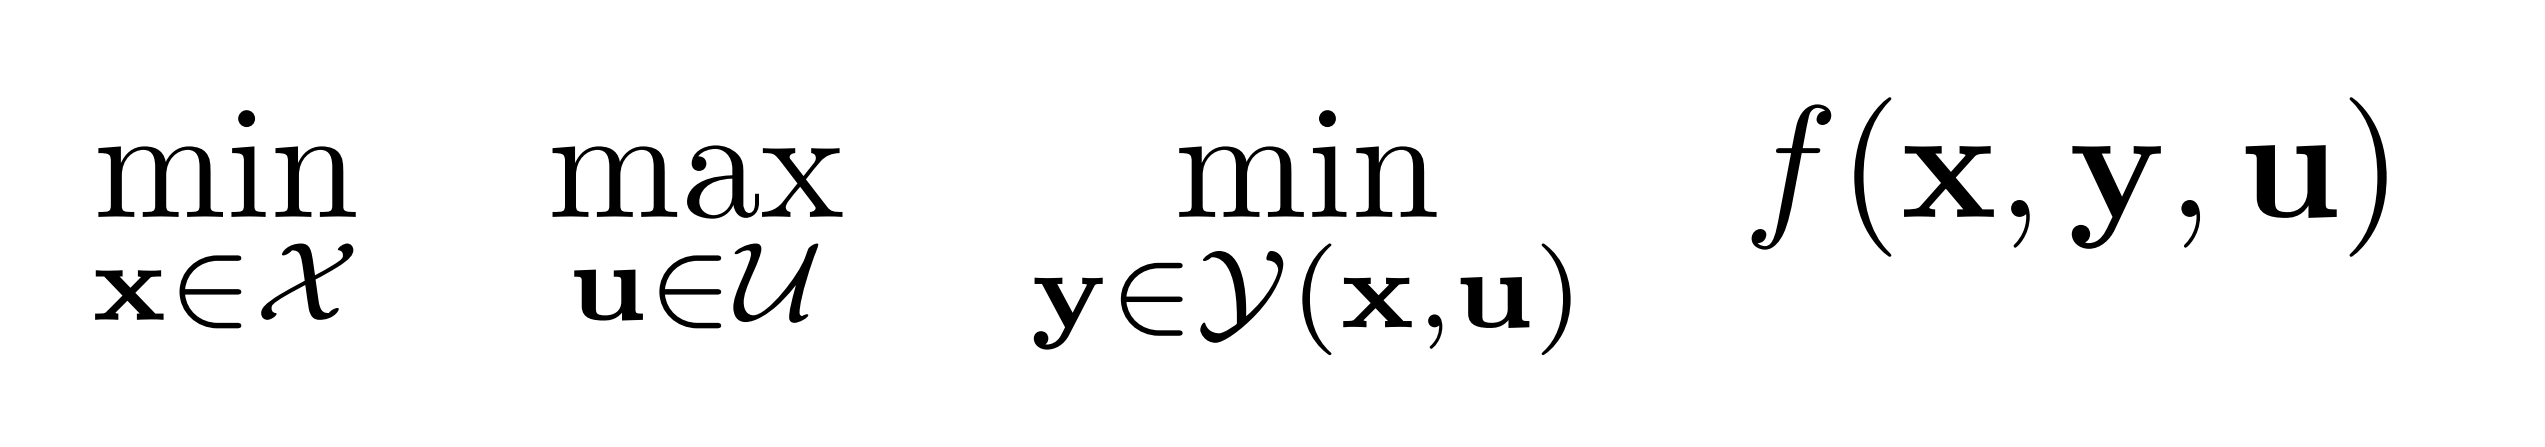 min max min f(x, y, u)
x∈𝒳 u∈𝒰 y∈𝒴(x,u)